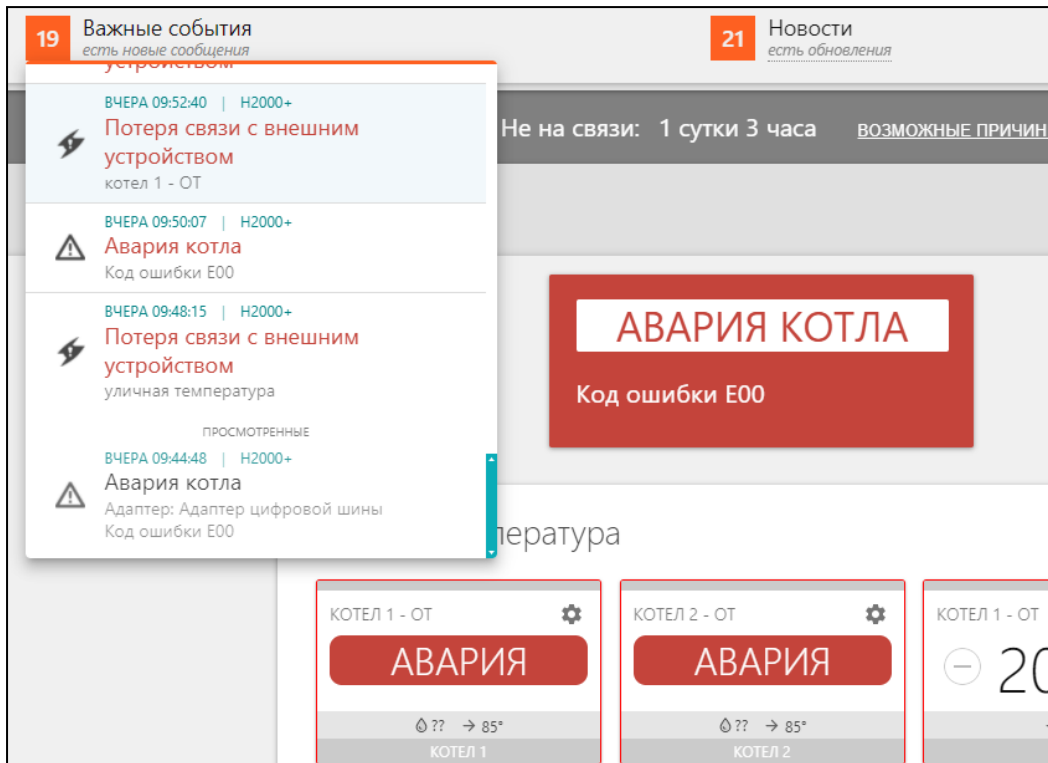 19
Важные события
есть новые сообщения
21
Новости
есть обновления
устройством
ВЧЕРА 09:52:40 | H2000+
Потеря связи с внешним
устройством
котел 1 - ОТ
Не на связи: 1 сутки 3 часа
ВОЗМОЖНЫЕ ПРИЧИН
ВЧЕРА 09:50:07 | H2000+
Авария котла
Код ошибки E00
ВЧЕРА 09:48:15 | H2000+
Потеря связи с внешним
устройством
уличная температура
ПРОСМОТРЕННЫЕ
ВЧЕРА 09:44:48 | H2000+
Авария котла
Адаптер: Адаптер цифровой шины
Код ошибки E00
АВАРИЯ КОТЛА
Код ошибки E00
пература
КОТЕЛ 1 - ОТ
АВАРИЯ
?? → 85°
КОТЕЛ 1
КОТЕЛ 2 - ОТ
АВАРИЯ
?? → 85°
КОТЕЛ 2
КОТЕЛ 1 - ОТ
20